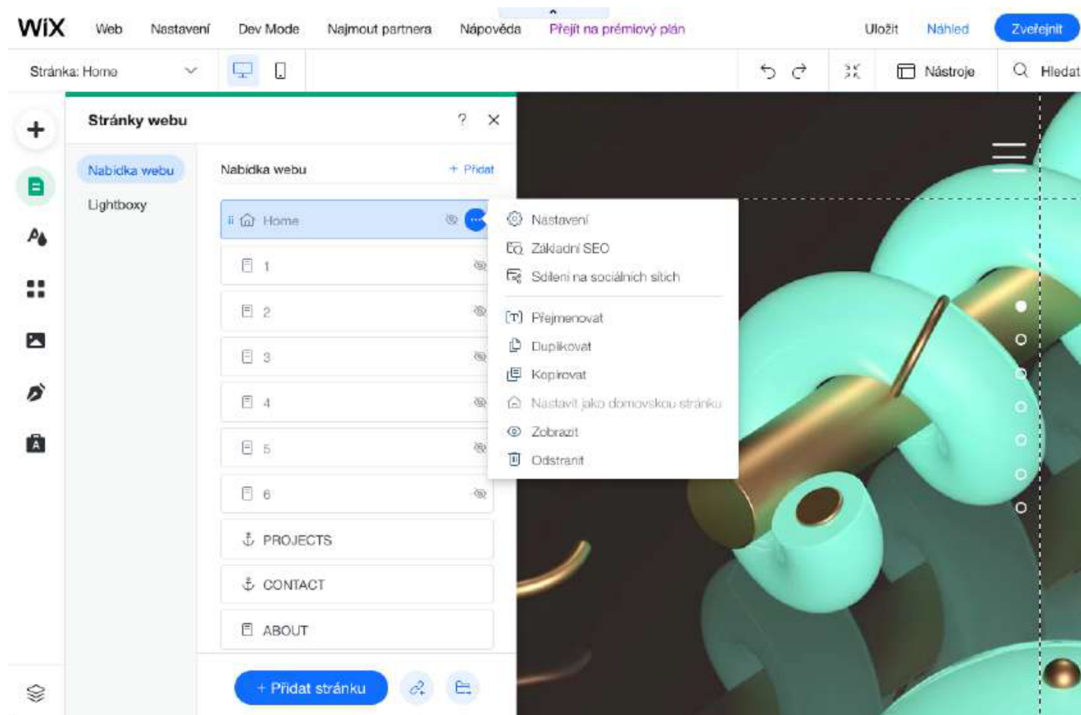 WiX Web Nastavení Dev Mode Najmout partnera Nápověda Přejít na prémiový plán Uložit Náhled Zveřejnit
Stránka: Home Nástroje Hledat
Stránky webu ? ×
Nabídka webu
Lightboxy
Nabídka webu + Přidat
Home
1
2
3
4
5
6
PROJECTS
CONTACT
ABOUT
+ Přidat stránku
Nastavení
Základní SEO
Sdílení na sociálních sítích
Přejmenovat
Duplikovat
Kopírovat
Nastavit jako domovskou stránku
Zobrazit
Odstranit